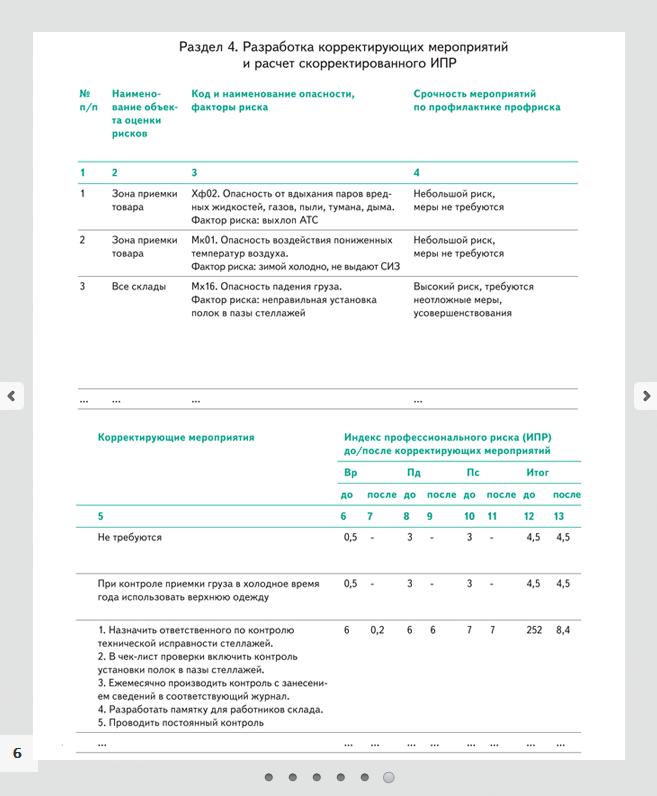 Раздел 4. Разработка корректирующих мероприятий
и расчет скорректированного ИПР
№ п/п
Наимено-
вание объек-
та оценки
рисков
Код и наименование опасности,
факторы риска
Срочность мероприятий
по профилактике профриска
1 2 3 4
1
Зона приемки
товара
Хф02. Опасность от вдыхания паров вред-
ных жидкостей, газов, пыли, тумана, дыма.
Фактор риска: выхлоп АТС
Небольшой риск,
меры не требуются
2
Зона приемки
товара
Мк01. Опасность воздействия пониженных
температур воздуха.
Фактор риска: зимой холодно, не выдают СИЗ
Небольшой риск,
меры не требуются
3
Все склады
Мх16. Опасность падения груза.
Фактор риска: неправильная установка
полок в пазы стеллажей
Высокий риск, требуются
неотложные меры,
усовершенствования
... ... ... ...
Корректирующие мероприятия
Индекс профессионального риска (ИПР)
до/после корректирующих мероприятий
Вр Пд Пс Итог
до после до после до после до после
5 6 7 8 9 10 11 12 13
Не требуются
0,5 - 3 - 3 - 4,5 4,5
При контроле приемки груза в холодное время
года использовать верхнюю одежду
0,5 - 3 - 3 - 4,5 4,5
1. Назначить ответственного по контролю
технической исправности стеллажей.
2. В чек-лист проверки включить контроль
установки полок в пазы стеллажей.
3. Ежемесячно производить контроль с занесени-
ем сведений в соответствующий журнал.
4. Разработать памятку для работников склада.
5. Проводить постоянный контроль
6 0,2 6 6 7 7 252 8,4
... ... ... ... ... ... ... ... ...
6